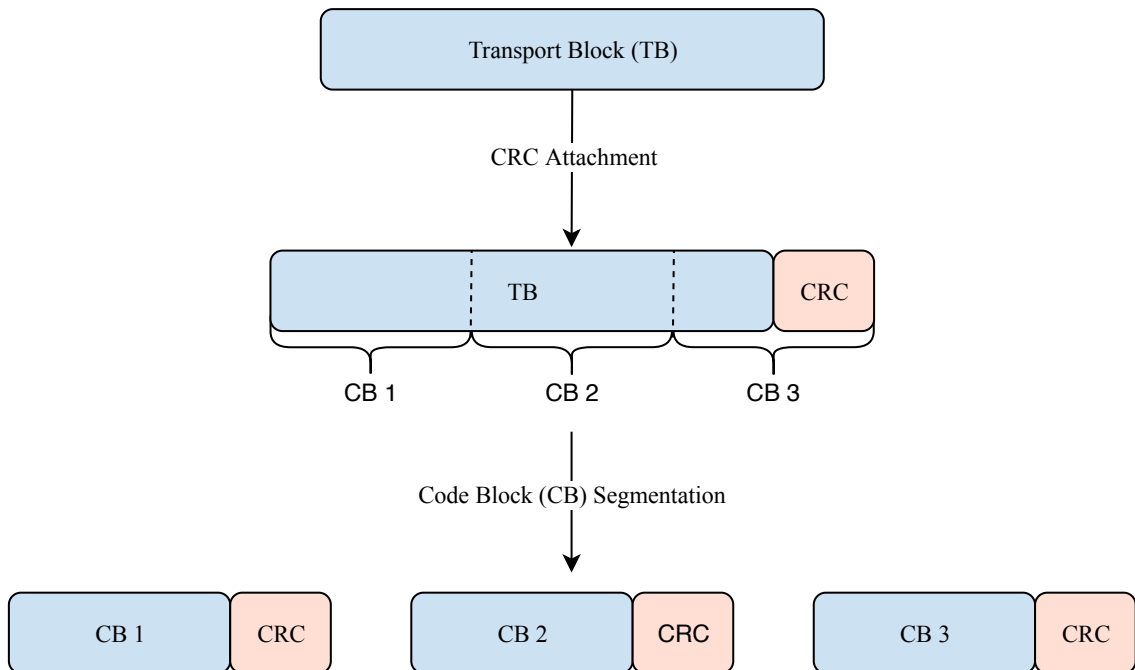 Transport Block (TB)
CRC Attachment
TB
CRC
CB 1
CB 2
CB 3
Code Block (CB) Segmentation
CB 1
CRC
CB 2
CRC
CB 3
CRC